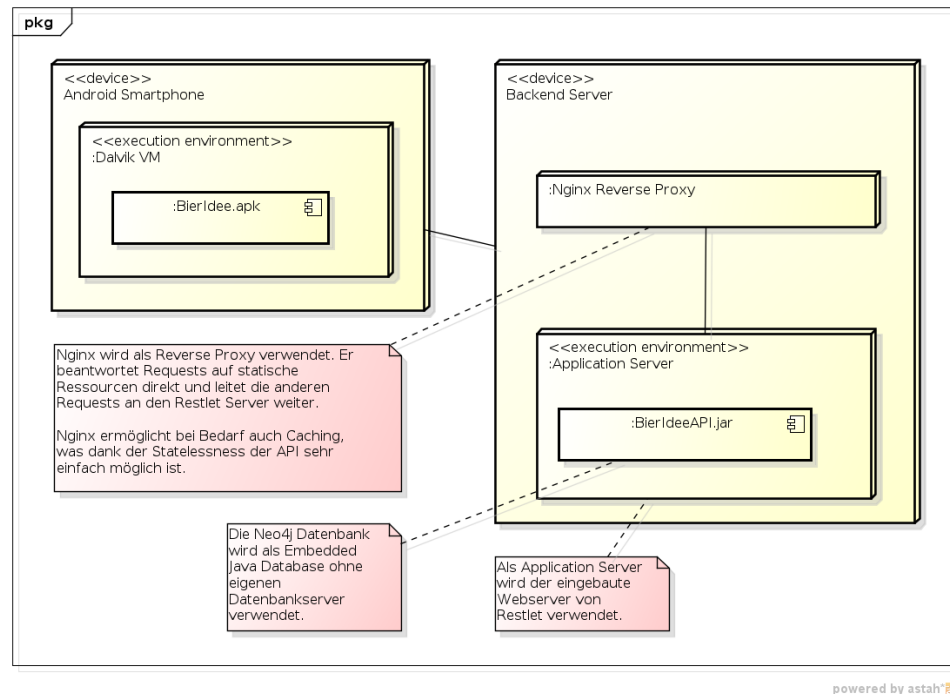 pkg
<<device>>
Android Smartphone
<<execution environment>>
:Dalvik VM
:BierIdee.apk
<<device>>
Backend Server
:Nginx Reverse Proxy
<<execution environment>>
:Application Server
:BierIdeeAPI.jar
Nginx wird als Reverse Proxy verwendet. Er
beantwortet Requests auf statische
Ressourcen direkt und leitet die anderen
Requests an den Restlet Server weiter.
Nginx ermöglicht bei Bedarf auch Caching,
was dank der Statelessness der API sehr
einfach möglich ist.
Die Neo4j Datenbank
wird als Embedded
Java Database ohne
eigenen
Datenbankserver
verwendet.
Als Application Server
wird der eingebaute
Webserver von
Restlet verwendet.
powered by astah*